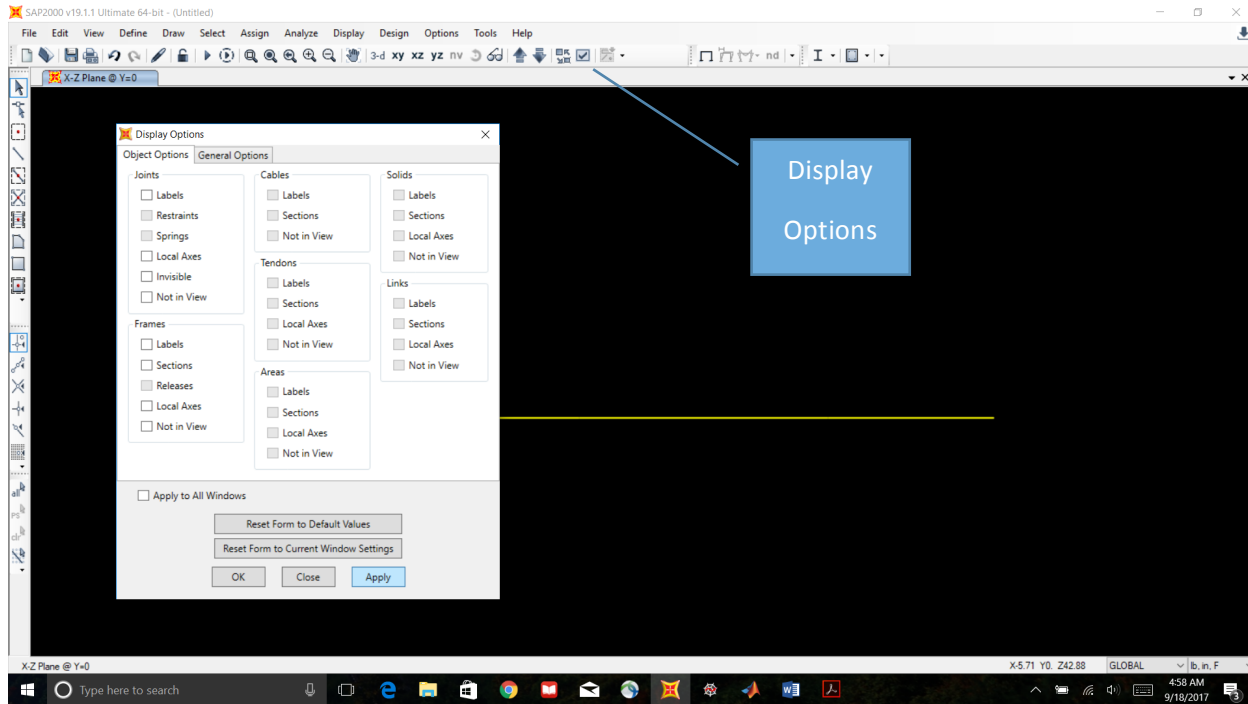 SAP2000 v19.1.1 Ultimate 64-bit - (Untitled)
File Edit View Define Draw Select Assign Analyze Display Design Options Tools Help
3-d xy xz yz nv
nd
X-Z Plane @ Y=0
Display Options
Object Options General Options
Joints
Labels
Restraints
Springs
Local Axes
Invisible
Not in View
Frames
Labels
Sections
Releases
Local Axes
Not in View
Cables
Labels
Sections
Not in View
Tendons
Labels
Sections
Local Axes
Not in View
Areas
Labels
Sections
Local Axes
Not in View
Solids
Labels
Sections
Local Axes
Not in View
Links
Labels
Sections
Local Axes
Not in View
Apply to All Windows
Reset Form to Default Values
Reset Form to Current Window Settings
OK Close Apply
Display
Options
all
PS
clr
X-Z Plane @ Y=0
X-5.71 Y0. Z42.88 GLOBAL lb, in, F
Type here to search
4:58 AM
9/18/2017
3